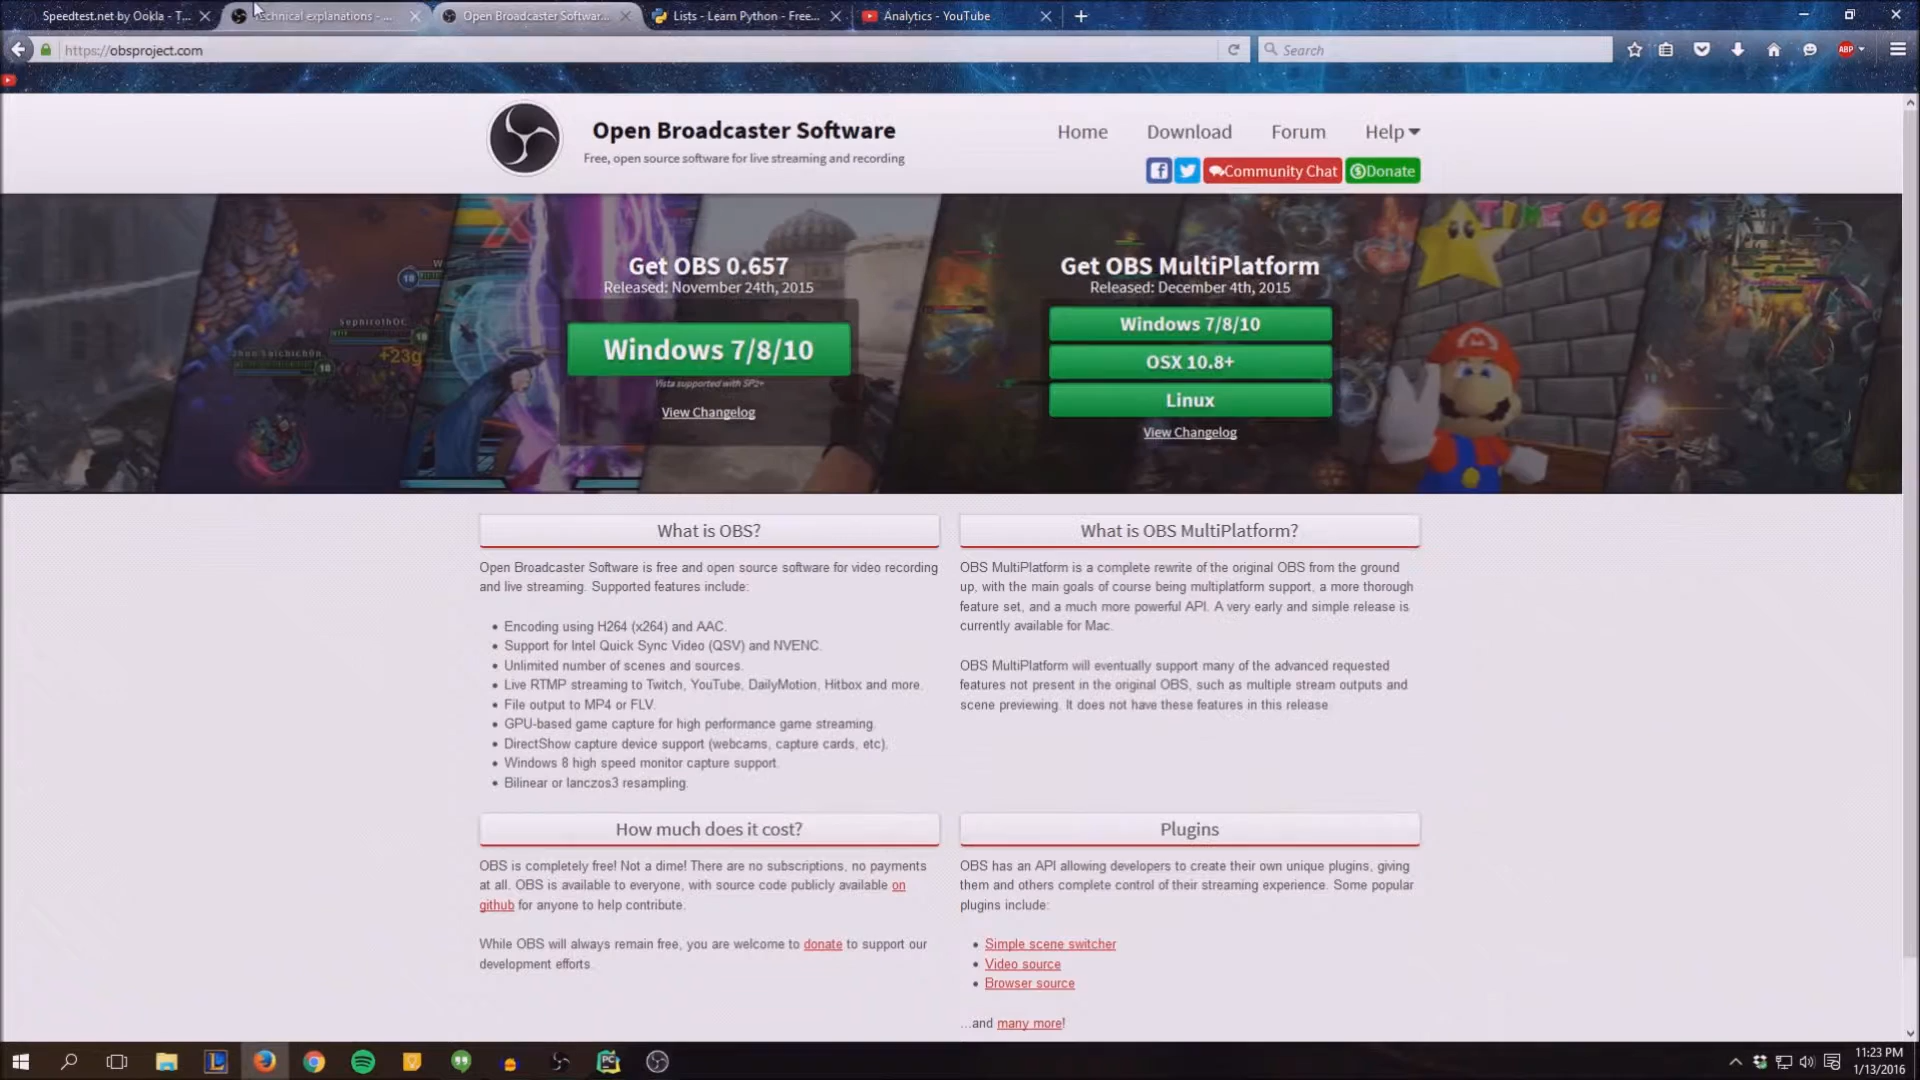 Speedtest.net by Ookla - T...
echnical explanations - ...
Open Broadcaster Softwar...
Lists - Learn Python - Free...
Analytics - YouTube
https://obsproject.com
Search
ABP
Open Broadcaster Software
Free, open source software for live streaming and recording
Home
Download
Forum
Help
Community Chat
Donate
TIME 0
Get OBS 0.657
Released: November 24th, 2015
Windows 7/8/10
Vista supported with SP2+
View Changelog
Get OBS MultiPlatform
Released: December 4th, 2015
Windows 7/8/10
OSX 10.8+
Linux
View Changelog
18
18
+23g
What is OBS?
Open Broadcaster Software is free and open source software for video recording
and live streaming. Supported features include:
• Encoding using H264 (x264) and AAC.
• Support for Intel Quick Sync Video (QSV) and NVENC.
• Unlimited number of scenes and sources.
• Live RTMP streaming to Twitch, YouTube, DailyMotion, Hitbox and more.
• File output to MP4 or FLV.
• GPU-based game capture for high performance game streaming.
• DirectShow capture device support (webcams, capture cards, etc).
• Windows 8 high speed monitor capture support.
• Bilinear or lanczos3 resampling.
What is OBS MultiPlatform?
OBS MultiPlatform is a complete rewrite of the original OBS from the ground
up, with the main goals of course being multiplatform support, a more thorough
feature set, and a much more powerful API. A very early and simple release is
currently available for Mac.
OBS MultiPlatform will eventually support many of the advanced requested
features not present in the original OBS, such as multiple stream outputs and
scene previewing. It does not have these features in this release.
How much does it cost?
OBS is completely free! Not a dime! There are no subscriptions, no payments
at all. OBS is available to everyone, with source code publicly available on
github for anyone to help contribute.
While OBS will always remain free, you are welcome to donate to support our
development efforts.
Plugins
OBS has an API allowing developers to create their own unique plugins, giving
them and others complete control of their streaming experience. Some popular
plugins include:
• Simple scene switcher
• Video source
• Browser source
...and many more!
11:23 PM
1/13/2016